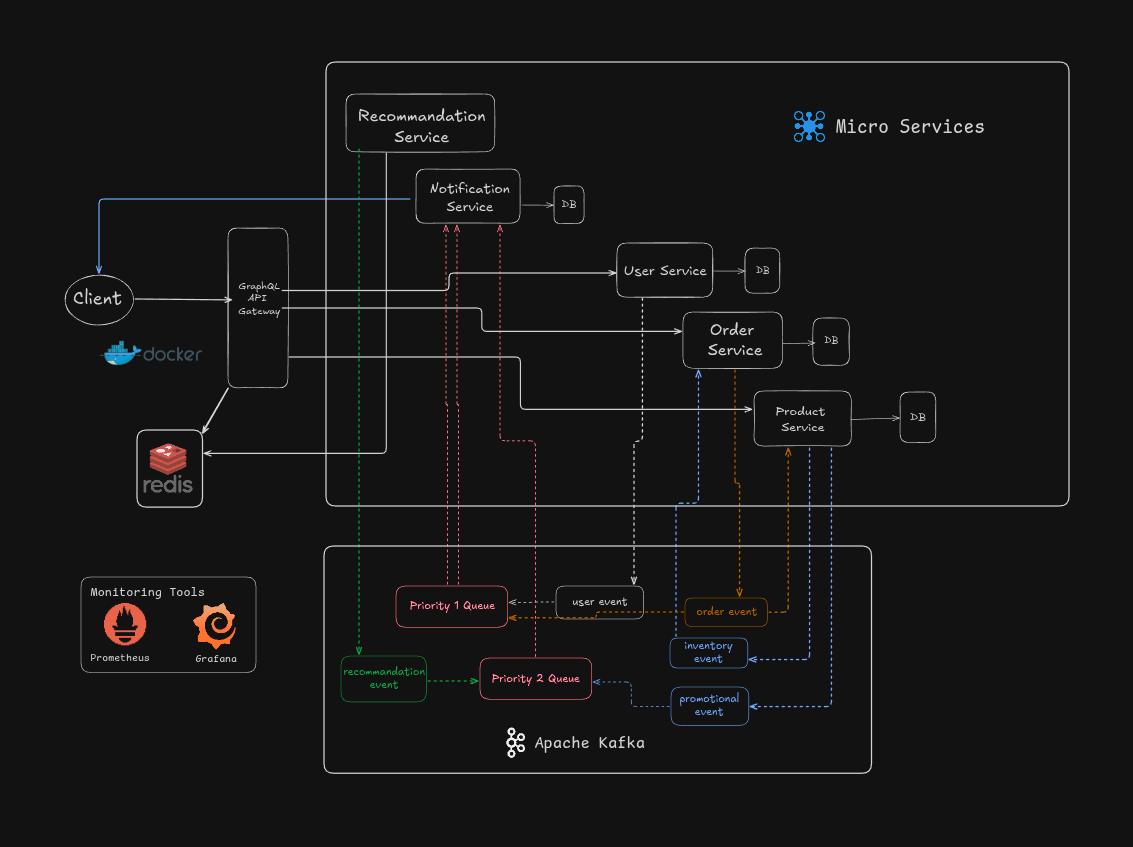 Recommandation
Service
Micro Services
Notification
Service
DB
User Service
DB
GraphQL
API
Gateway
Client
docker
Order
Service
DB
Product
Service
DB
redis
Monitoring Tools
Prometheus
Grafana
Priority 1 Queue
user event
order event
inventory
event
recommandation
event
Priority 2 Queue
promotional
event
Apache Kafka